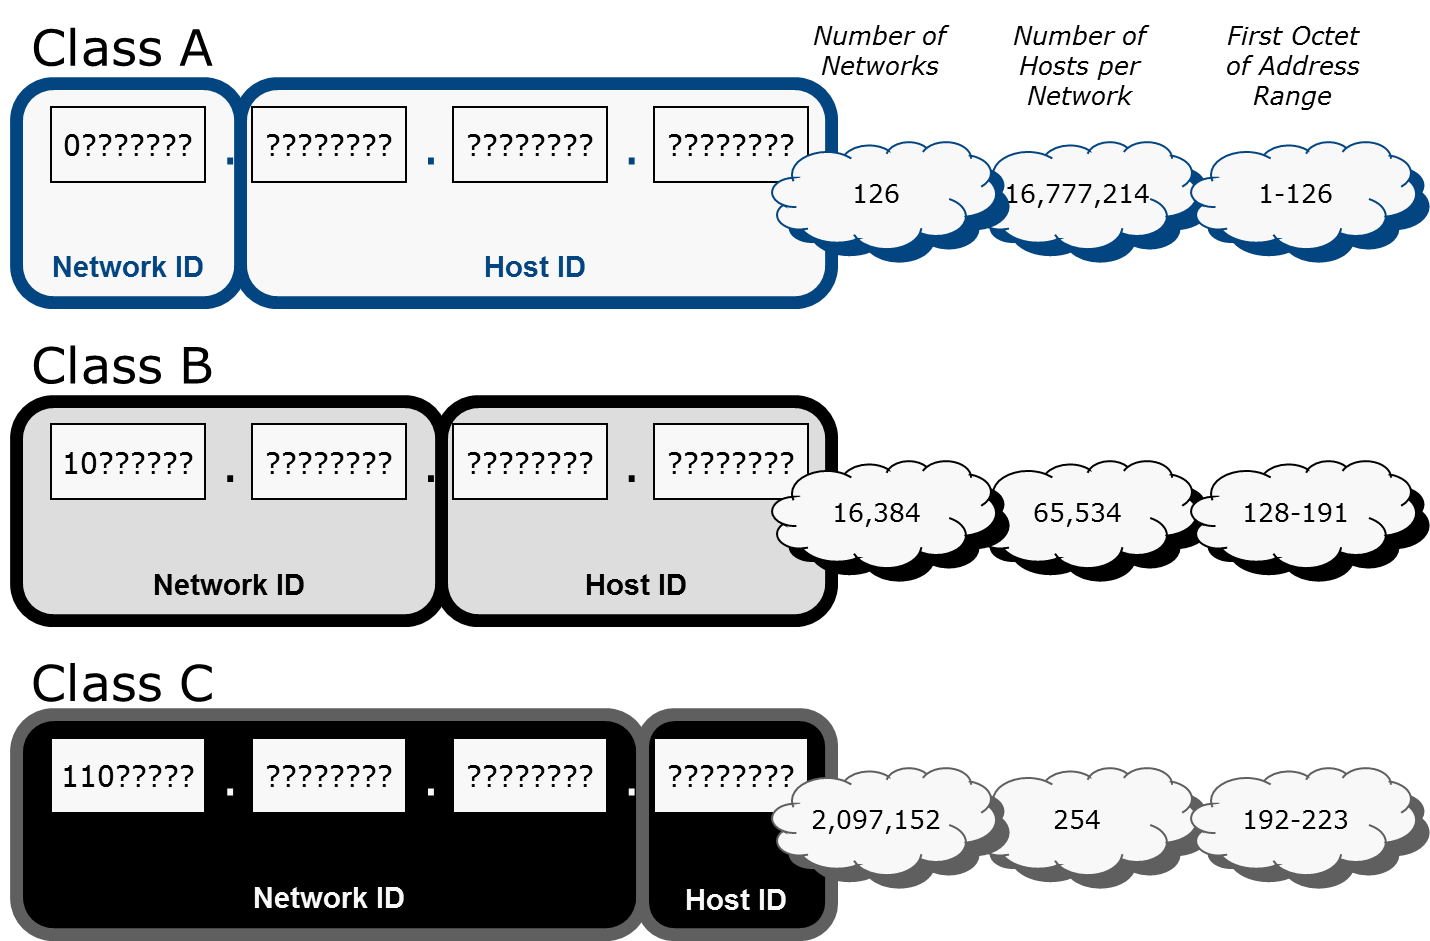 Class A
Number of
Networks
Number of
Hosts per
Network
First Octet
of Address
Range
0??????? . ???????? . ???????? . ????????
126
16,777,214
1-126
Network ID
Host ID
Class B
10?????? . ???????? . ???????? . ????????
16,384
65,534
128-191
Network ID
Host ID
Class C
110????? . ???????? . ???????? . ????????
2,097,152
254
192-223
Network ID
Host ID